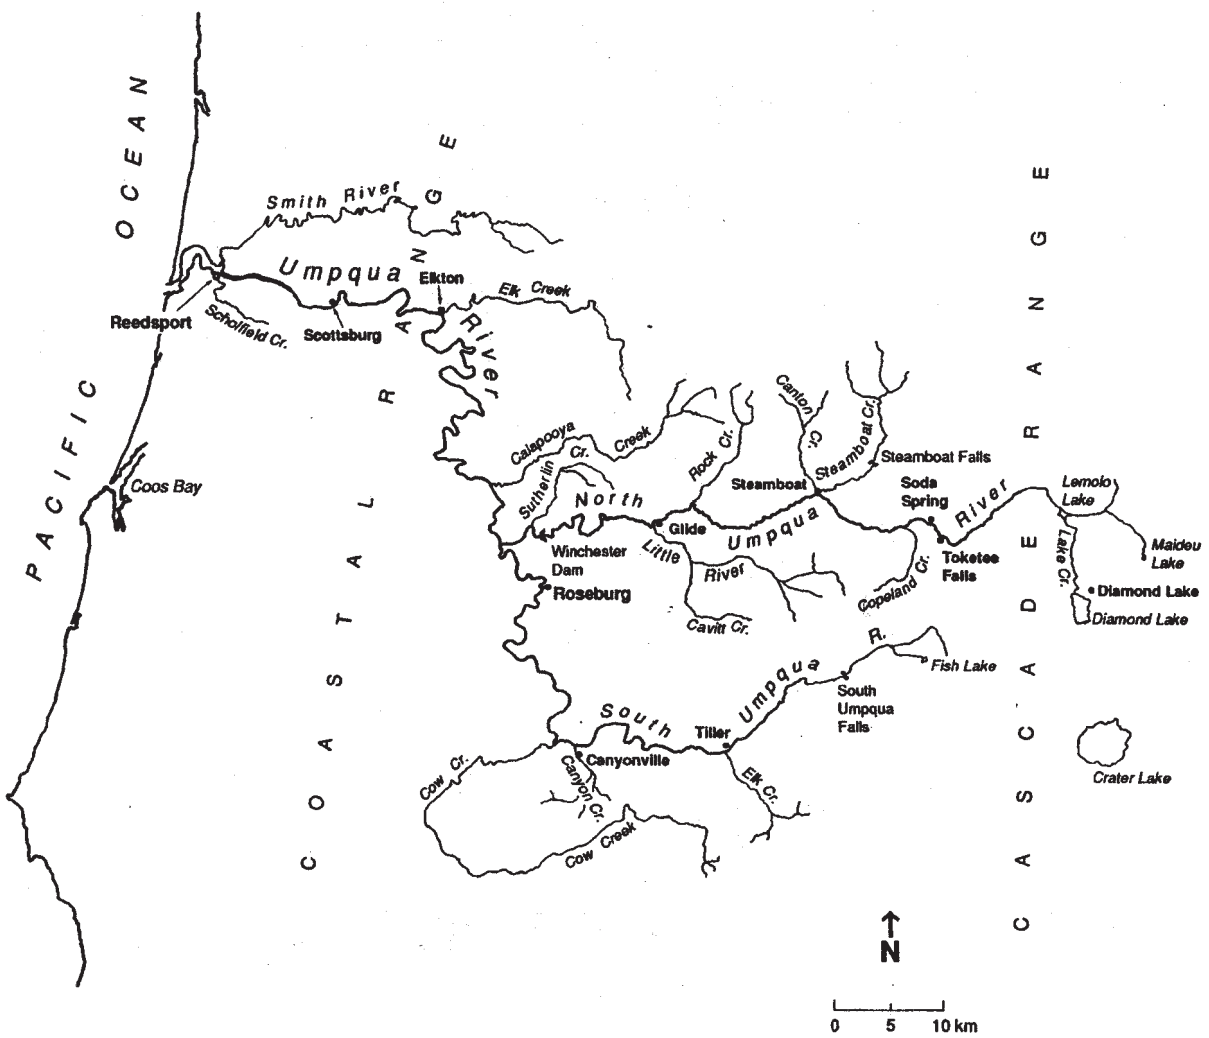 PACIFIC OCEAN
COASTAL RANGE
CASCADE RANGE
Smith River
Umpqua River
Elkton
Elk Creek
Reedsport
Scholfield Cr.
Scottsburg
Coos Bay
Calapooya Creek
Sutherlin Cr.
Rock Cr.
Canton Cr.
Steamboat Cr.
Steamboat Falls
Steamboat
Soda
Spring
North Umpqua River
Glide
Lemolo
Lake
Maideu
Lake
Lake Cr.
Diamond Lake
Diamond Lake
Toketee
Falls
Copeland Cr.
Little River
Cavitt Cr.
Winchester
Dam
Roseburg
South Umpqua R.
Fish Lake
South
Umpqua
Falls
Tiller
Canyonville
Canyon Cr.
Cow Cr.
Cow Creek
Elk Cr.
Crater Lake
N
0 5 10 km